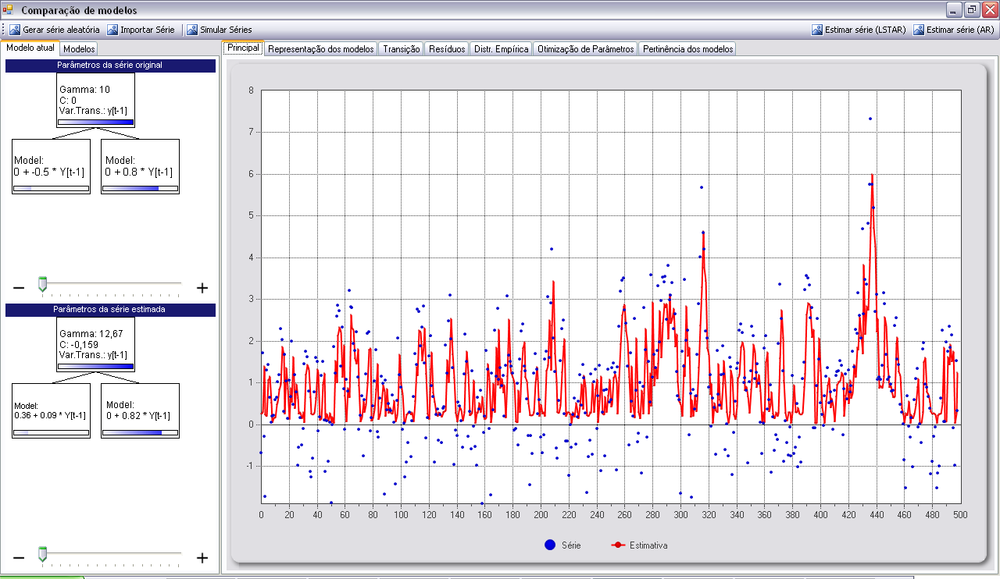 Comparação de modelos
Gerar série aleatória
Importar Série
Simular Séries
Estimar série (LSTAR)
Estimar série (AR)
Modelo atual
Modelos
Principal
Representação dos modelos
Transição
Resíduos
Distr. Empírica
Otimização de Parâmetros
Pertinência dos modelos
Parâmetros da série original
Gamma: 10
C: 0
Var.Trans.: y[t-1]
Model:
0 + -0.5 * Y[t-1]
Model:
0 + 0.8 * Y[t-1]
Parâmetros da série estimada
Gamma: 12,67
C: -0,159
Var.Trans.: y[t-1]
Model:
0.36 + 0.09 * Y[t-1]
Model:
0 + 0.82 * Y[t-1]
8
7
6
5
4
3
2
1
0
-1
0 20 40 60 80 100 120 140 160 180 200 220 240 260 280 300 320 340 360 380 400 420 440 460 480 500
Série
Estimativa